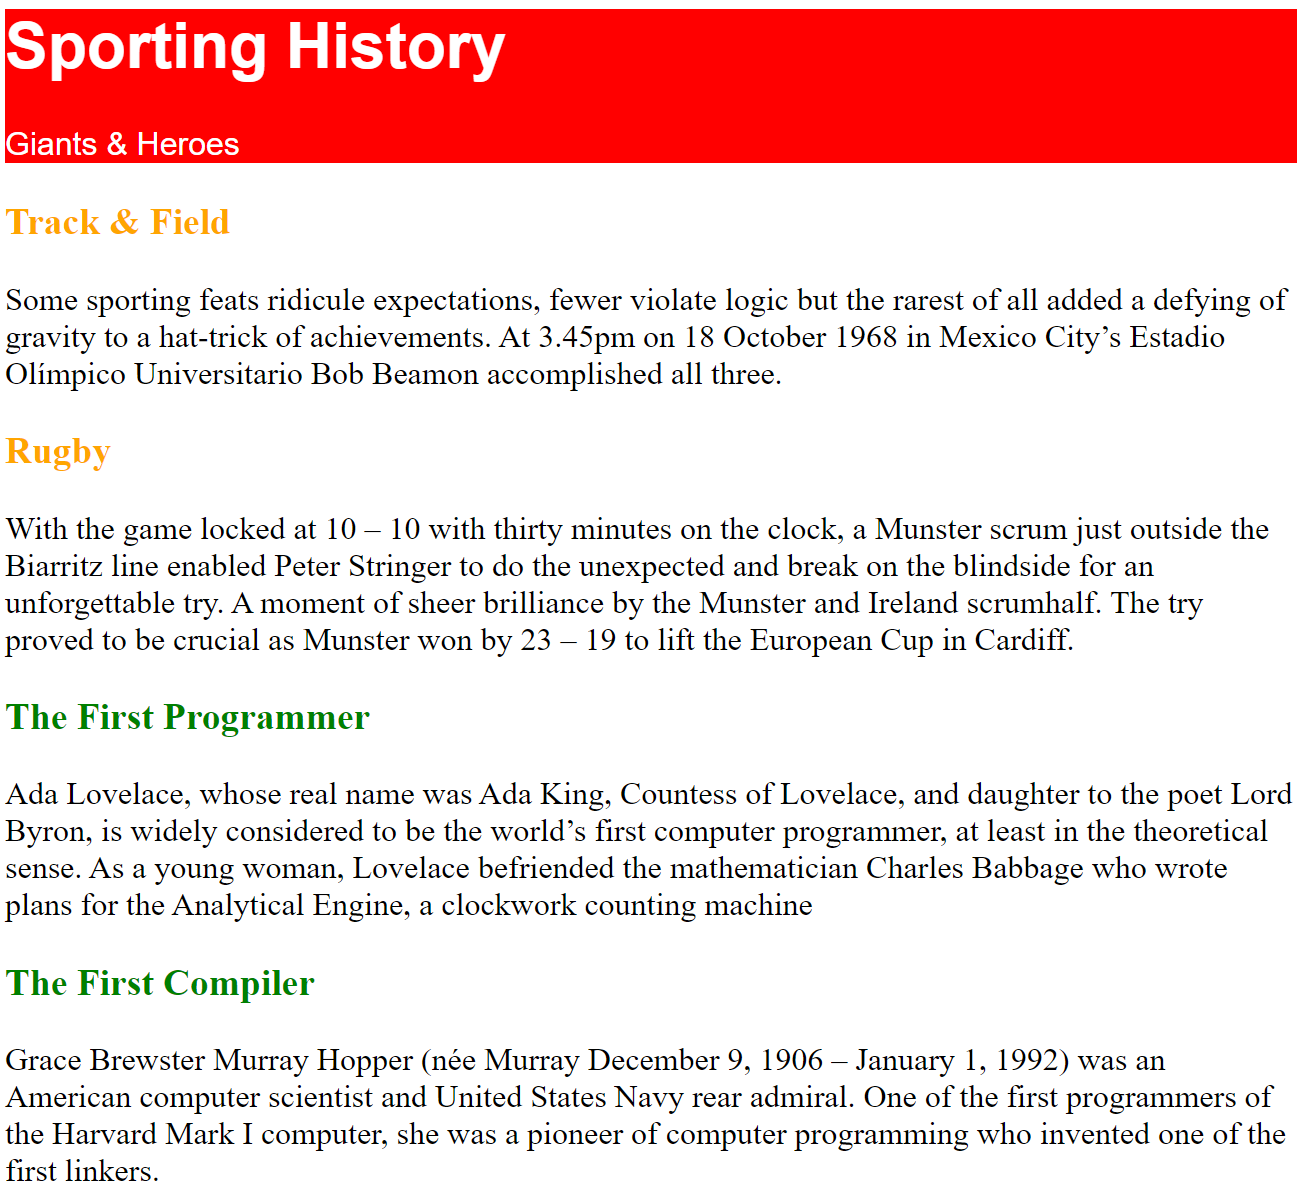 Sporting History
Giants & Heroes
Track & Field
Some sporting feats ridicule expectations, fewer violate logic but the rarest of all added a defying of
gravity to a hat-trick of achievements. At 3.45pm on 18 October 1968 in Mexico City’s Estadio
Olímpico Universitario Bob Beamon accomplished all three.
Rugby
With the game locked at 10 – 10 with thirty minutes on the clock, a Munster scrum just outside the
Biarritz line enabled Peter Stringer to do the unexpected and break on the blindside for an
unforgettable try. A moment of sheer brilliance by the Munster and Ireland scrumhalf. The try
proved to be crucial as Munster won by 23 – 19 to lift the European Cup in Cardiff.
The First Programmer
Ada Lovelace, whose real name was Ada King, Countess of Lovelace, and daughter to the poet Lord
Byron, is widely considered to be the world’s first computer programmer, at least in the theoretical
sense. As a young woman, Lovelace befriended the mathematician Charles Babbage who wrote
plans for the Analytical Engine, a clockwork counting machine
The First Compiler
Grace Brewster Murray Hopper (née Murray December 9, 1906 – January 1, 1992) was an
American computer scientist and United States Navy rear admiral. One of the first programmers of
the Harvard Mark I computer, she was a pioneer of computer programming who invented one of the
first linkers.